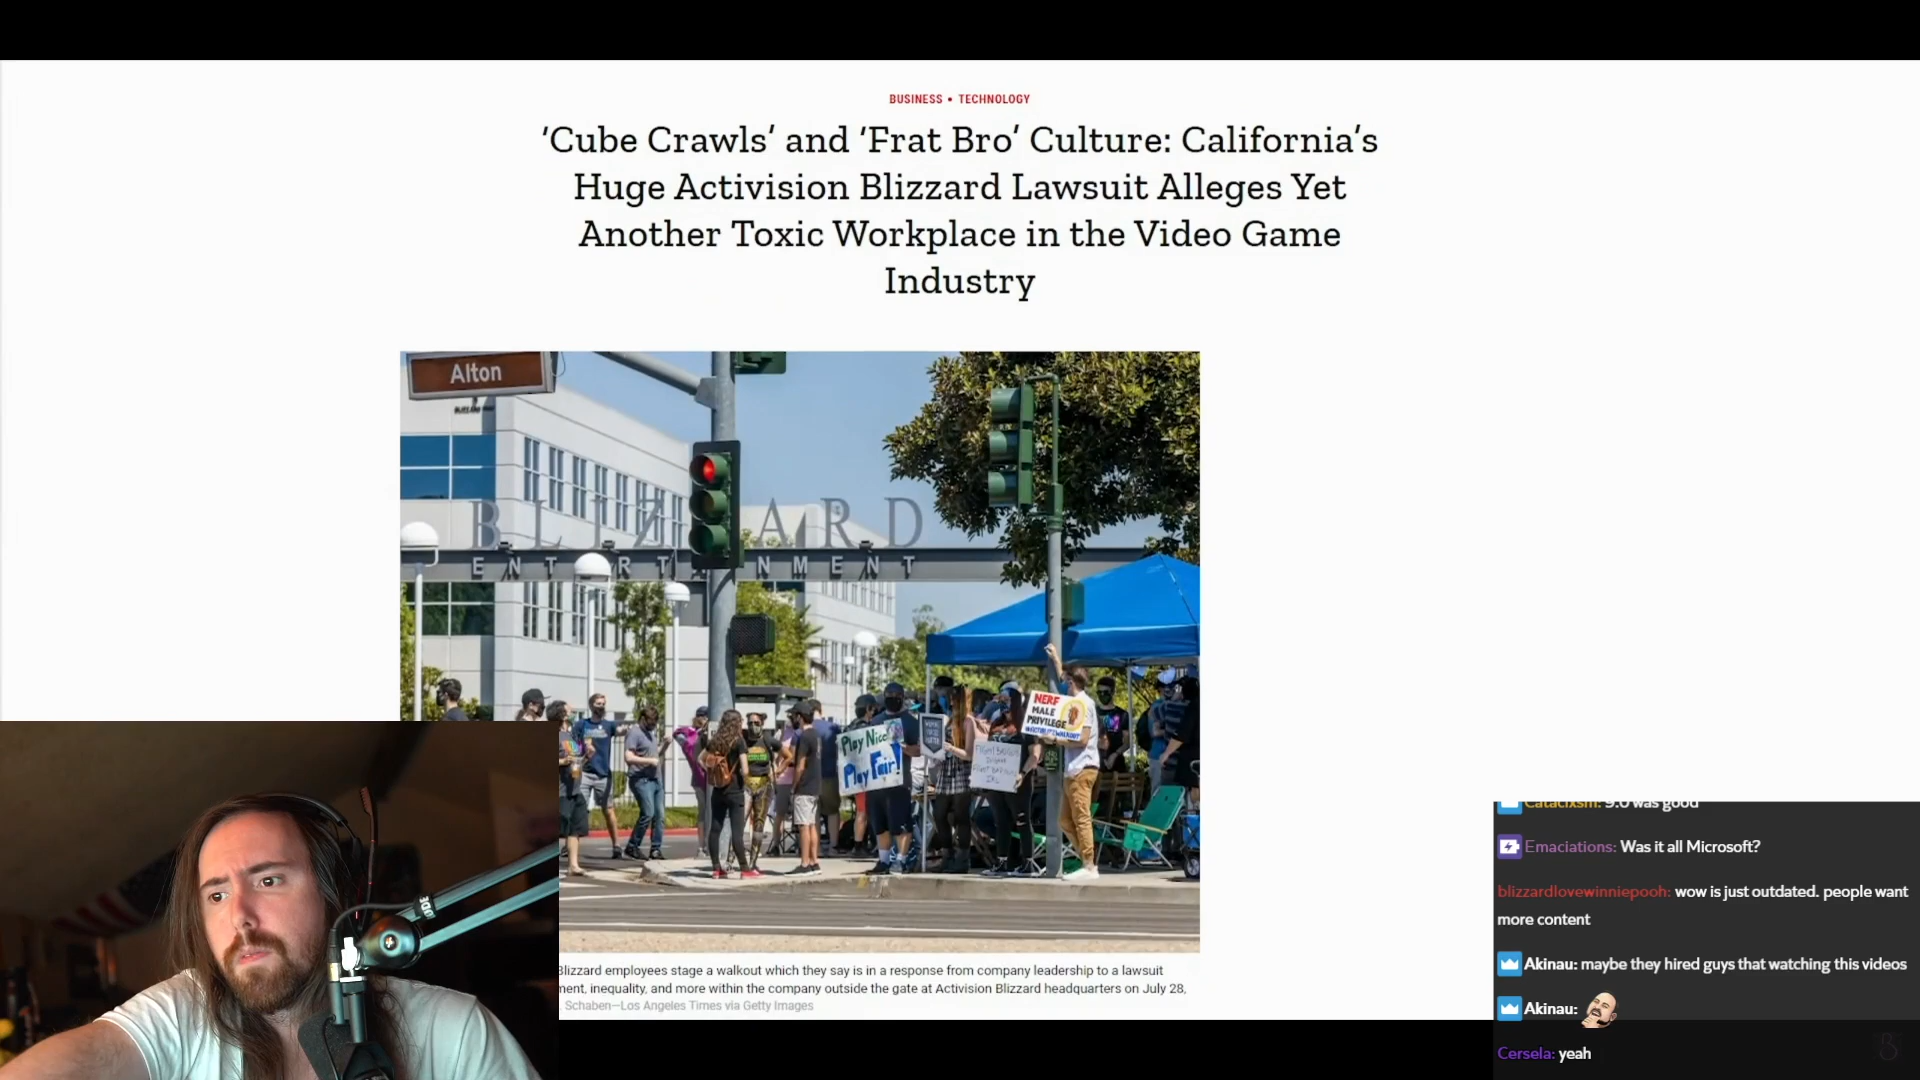 BUSINESS • TECHNOLOGY
‘Cube Crawls’ and ‘Frat Bro’ Culture: California’s
Huge Activision Blizzard Lawsuit Alleges Yet
Another Toxic Workplace in the Video Game
Industry
Alton
BLIZZARD
ENTERTAINMENT
NERF
MALE
PRIVILEGE
Play Nice
Play Fair!
Blizzard employees stage a walkout which they say is in a response from company leadership to a lawsuit
inequality, and more within the company outside the gate at Activision Blizzard headquarters on July 28,
Schaben—Los Angeles Times via Getty Images
Cataclxsm: 9.0 was good
Emaciations: Was it all Microsoft?
blizzardlovewinniepooh: wow is just outdated. people want
more content
Akinau: maybe they hired guys that watching this videos
Akinau:
Cersela: yeah